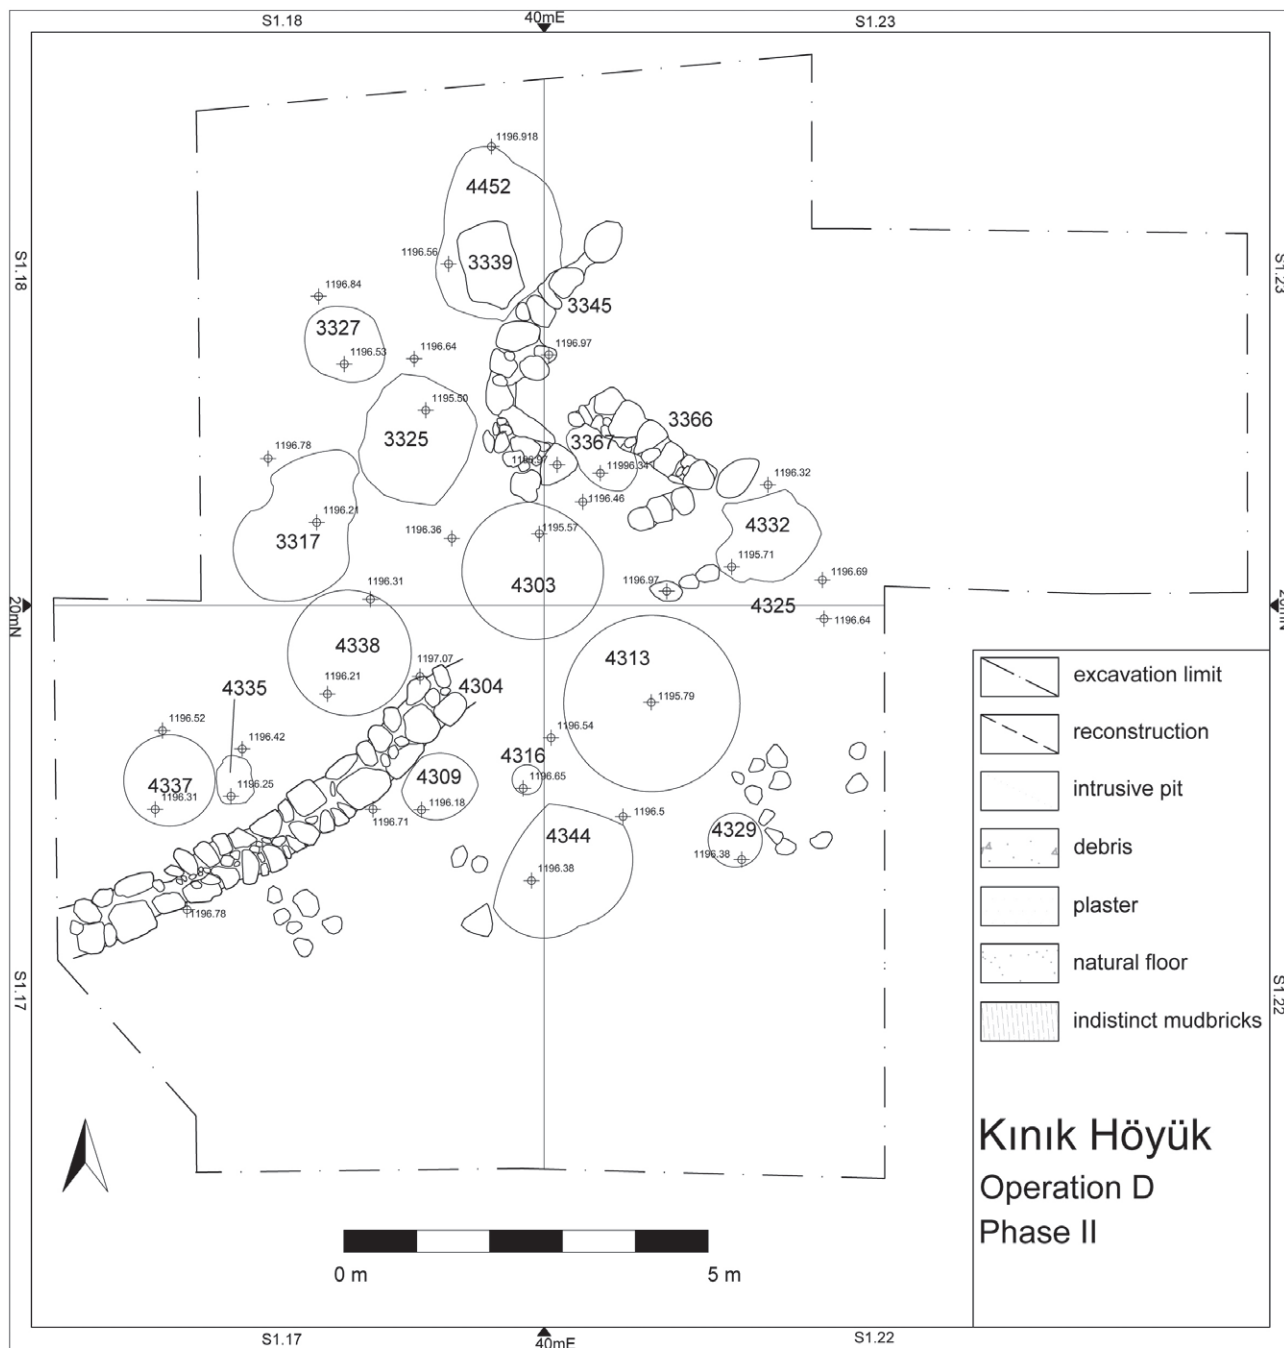 S1.18
40mE
S1.23
1196.918
4452
S1.18
S1.23
1196.56
3339
1196.84
3345
3327
1196.53
1196.64
1196.97
1195.50
3325
3366
3367
1196.78
1196.97
11996.34
1196.32
1196.21
1196.46
3317
1196.36
1195.57
4332
1195.71
4303
1196.97
1196.69
1196.31
4325
20mN
20mN
1196.64
4338
4313
1197.07
4335
1196.21
4304
1195.79
1196.52
1196.42
1196.54
4316
4337
1196.25
4309
1196.65
1196.31
1196.18
1196.71
1196.5
4344
4329
1196.38
1196.38
1196.78
S1.17
S1.22
excavation limit
reconstruction
intrusive pit
debris
plaster
natural floor
indistinct mudbricks
Kınık Höyük
Operation D
Phase II
0 m
5 m
S1.17
40mE
S1.22